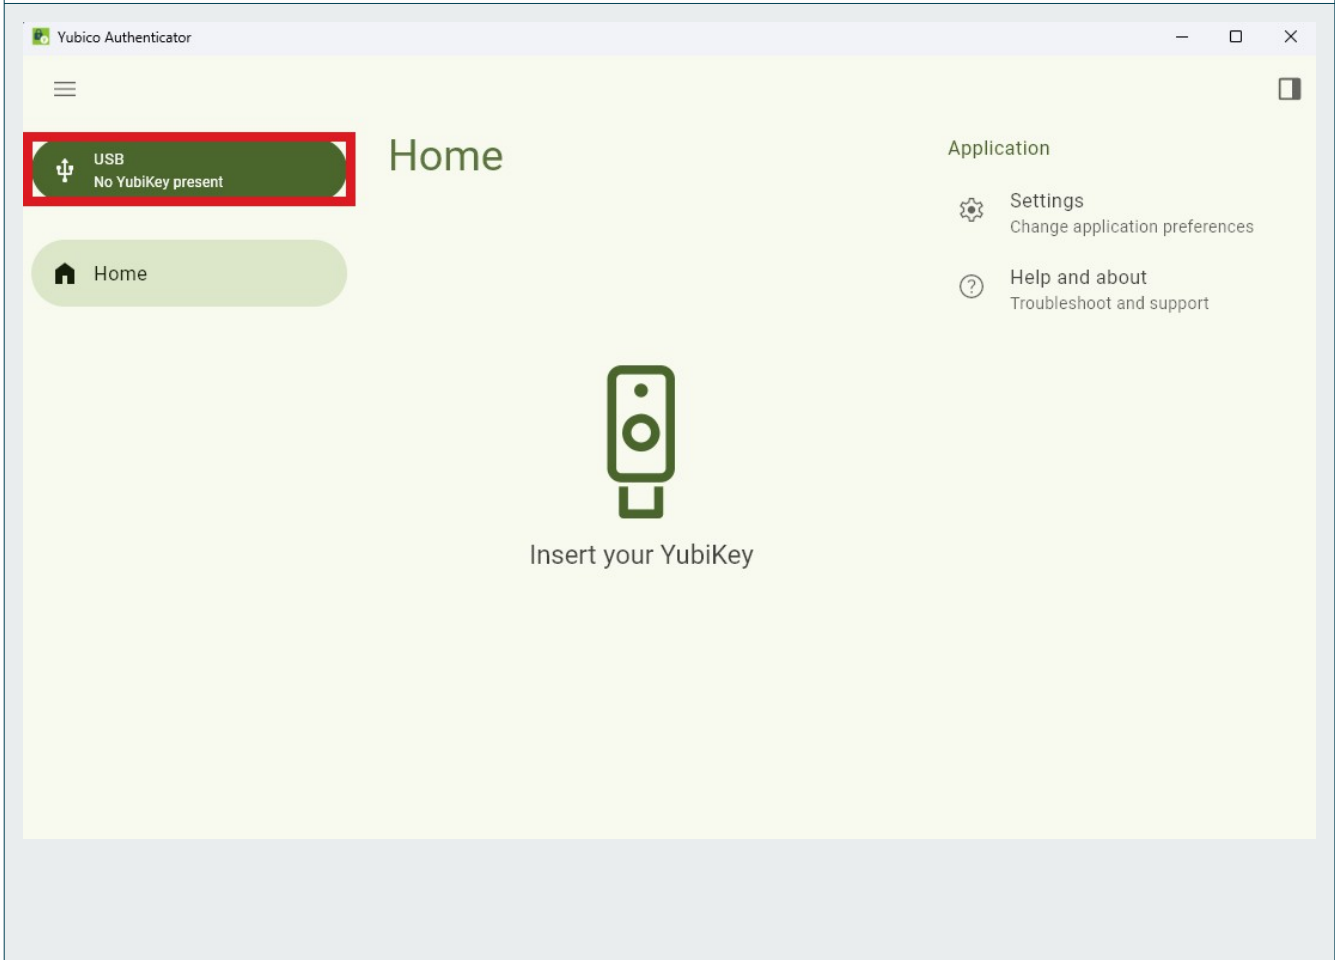 Yubico Authenticator
USB
No YubiKey present
Home
Home
Application
Settings
Change application preferences
Help and about
Troubleshoot and support
Insert your YubiKey